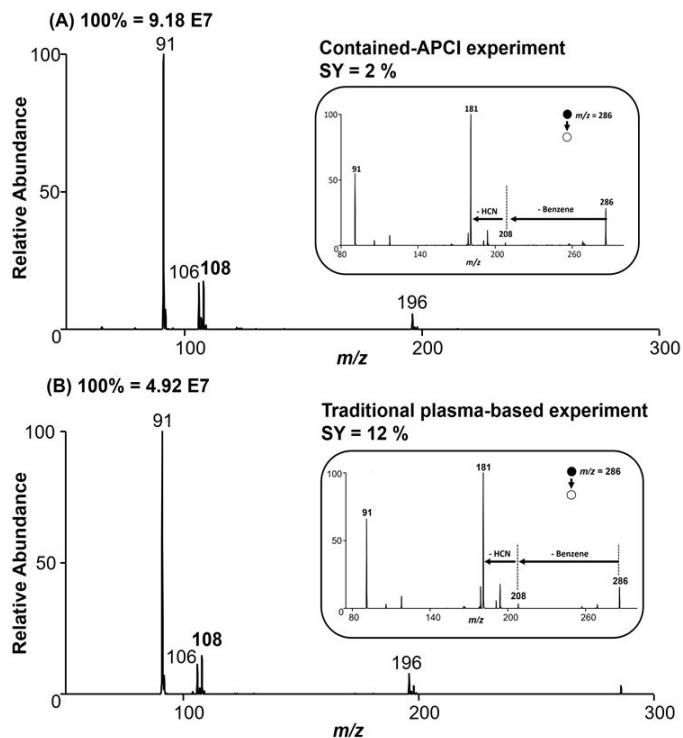 (A) 100% = 9.18 E7
91
Contained-APCI experiment
SY = 2 %
100
50
0
Relative Abundance
106
108
196
100
200
300
m/z
100
50
0
91
181
m/z = 286
- HCN
- Benzene
208
286
80
140
200
260
m/z
(B) 100% = 4.92 E7
91
Traditional plasma-based experiment
SY = 12 %
100
50
0
Relative Abundance
106
108
196
100
200
300
m/z
100
50
0
91
181
m/z = 286
- HCN
- Benzene
208
286
80
140
200
260
m/z